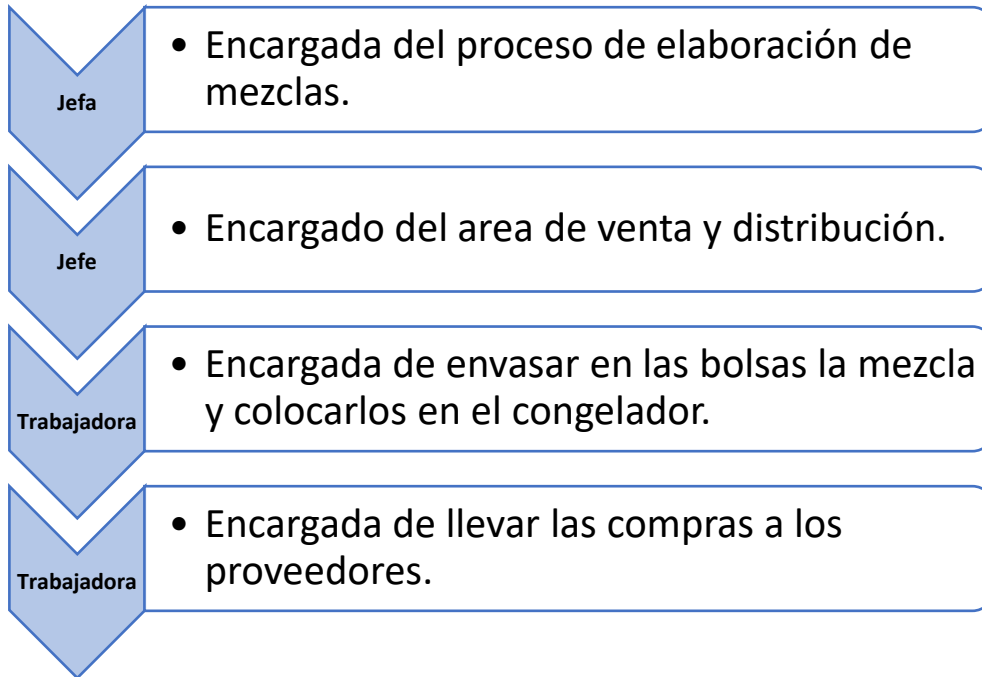 Jefa
• Encargada del proceso de elaboración de
mezclas.
Jefe
• Encargado del area de venta y distribución.
Trabajadora
• Encargada de envasar en las bolsas la mezcla
y colocarlos en el congelador.
Trabajadora
• Encargada de llevar las compras a los
proveedores.